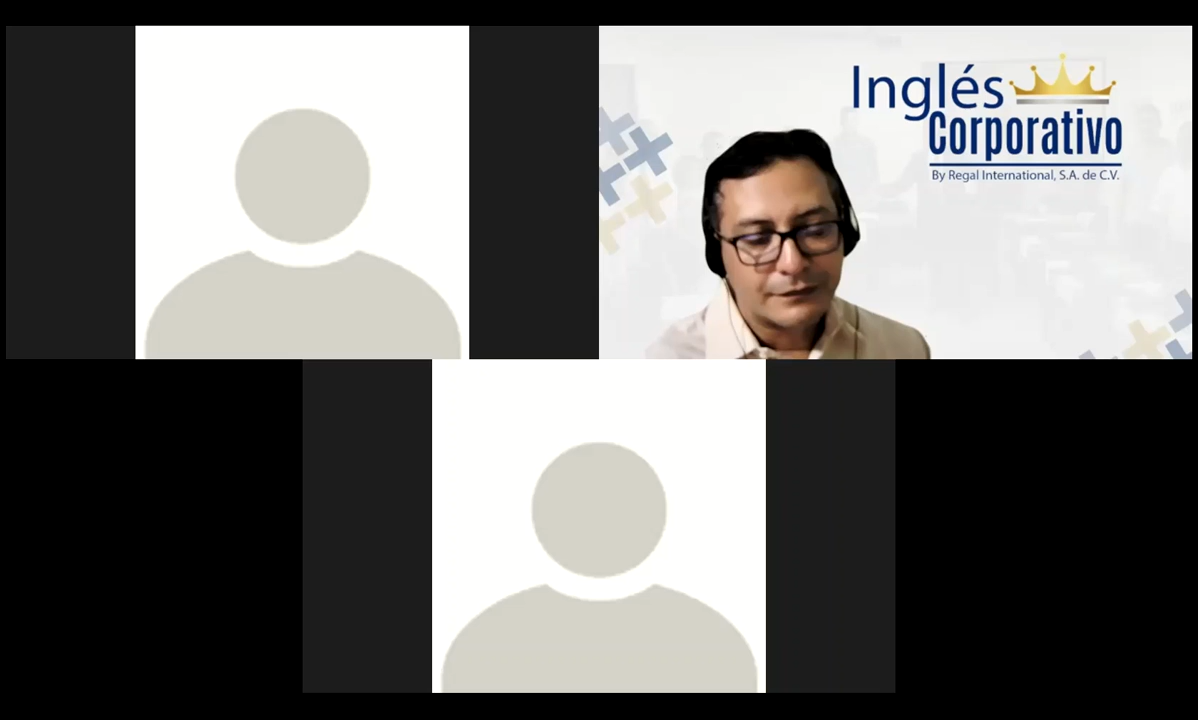 Inglés
Corporativo
By Regal International, S.A. de C.V.